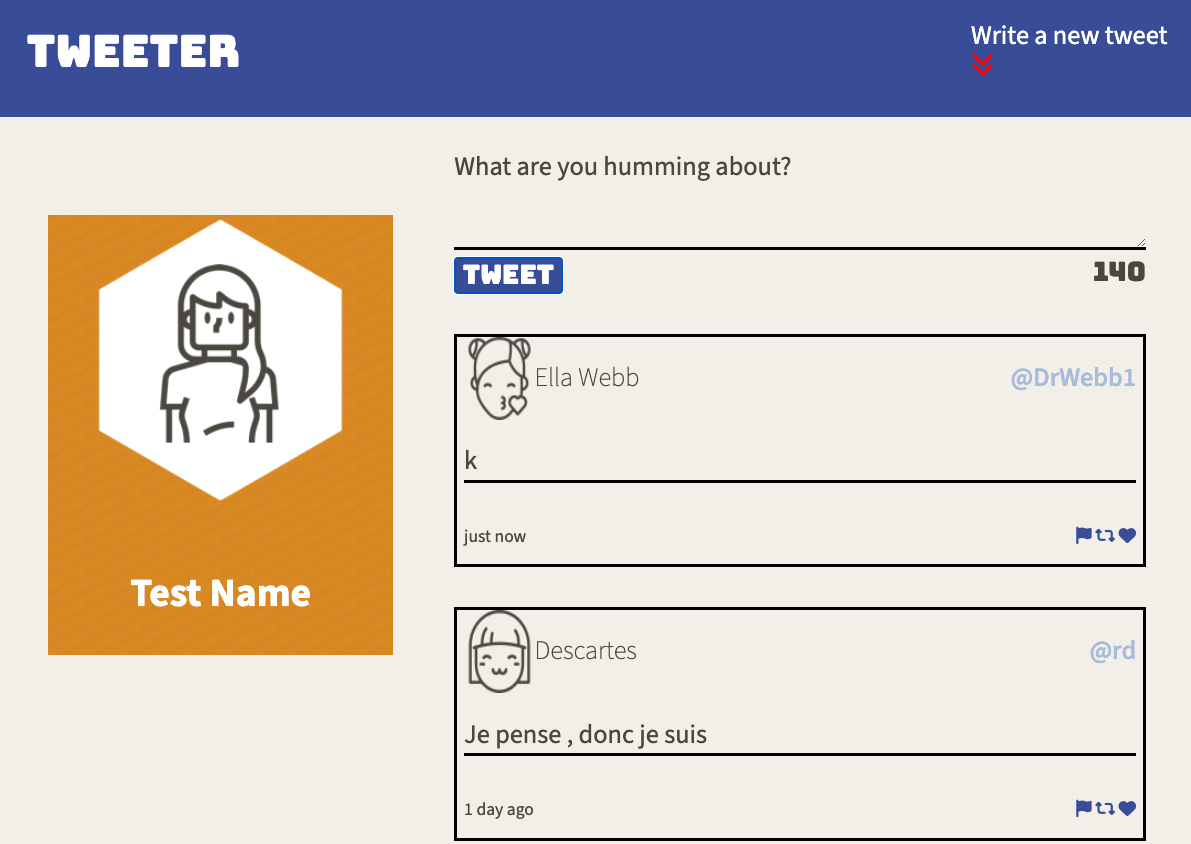 TWEETER
Write a new tweet
What are you humming about?
TWEET
140
Test Name
Ella Webb
@DrWebb1
k
just now
Descartes
@rd
Je pense , donc je suis
1 day ago